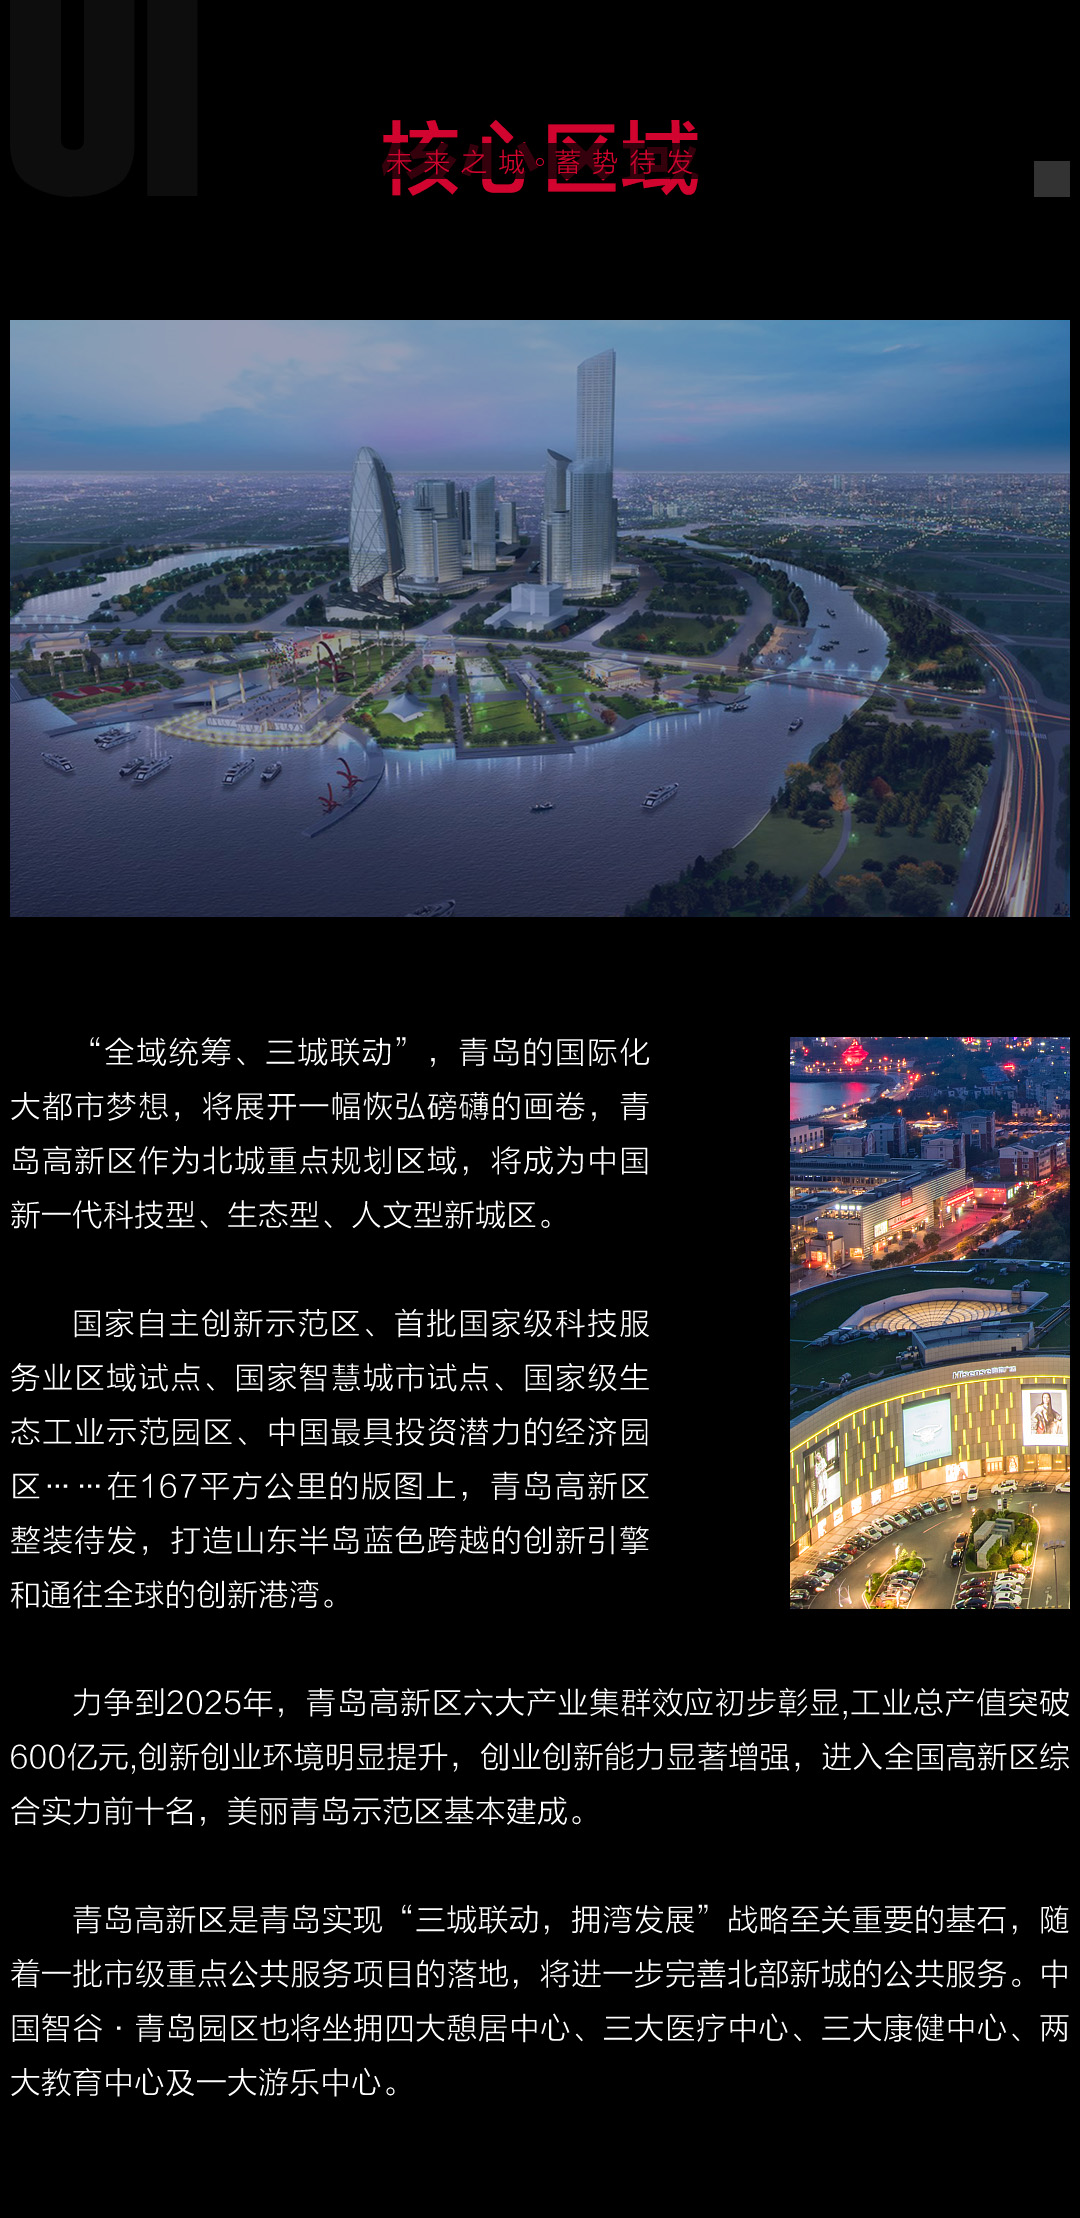 01
核心区域
未来之城。蓄势待发
“全域统筹、三城联动”，青岛的国际化
大都市梦想，将展开一幅恢弘磅礴的画卷，青
岛高新区作为北城重点规划区域，将成为中国
新一代科技型、生态型、人文型新城区。
国家自主创新示范区、首批国家级科技服
务业区域试点、国家智慧城市试点、国家级生
态工业示范园区、中国最具投资潜力的经济园
区……在167平方公里的版图上，青岛高新区
整装待发，打造山东半岛蓝色跨越的创新引擎
和通往全球的创新港湾。
Hisense
力争到2025年，青岛高新区六大产业集群效应初步彰显,工业总产值突破
600亿元,创新创业环境明显提升，创业创新能力显著增强，进入全国高新区综
合实力前十名，美丽青岛示范区基本建成。
青岛高新区是青岛实现“三城联动，拥湾发展”战略至关重要的基石，随
着一批市级重点公共服务项目的落地，将进一步完善北部新城的公共服务。中
国智谷·青岛园区也将坐拥四大憩居中心、三大医疗中心、三大康健中心、两
大教育中心及一大游乐中心。